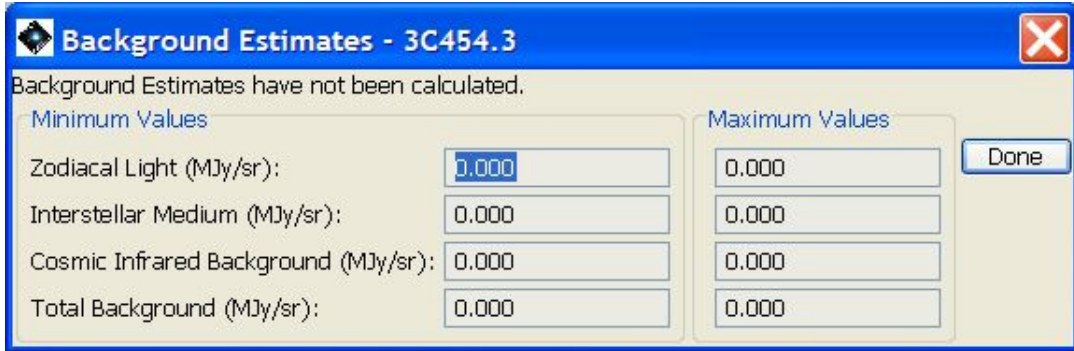 Background Estimates - 3C454.3
Background Estimates have not been calculated.
Minimum Values Maximum Values
Zodiacal Light (MJy/sr): 0.000 0.000 Done
Interstellar Medium (MJy/sr): 0.000 0.000
Cosmic Infrared Background (MJy/sr): 0.000 0.000
Total Background (MJy/sr): 0.000 0.000